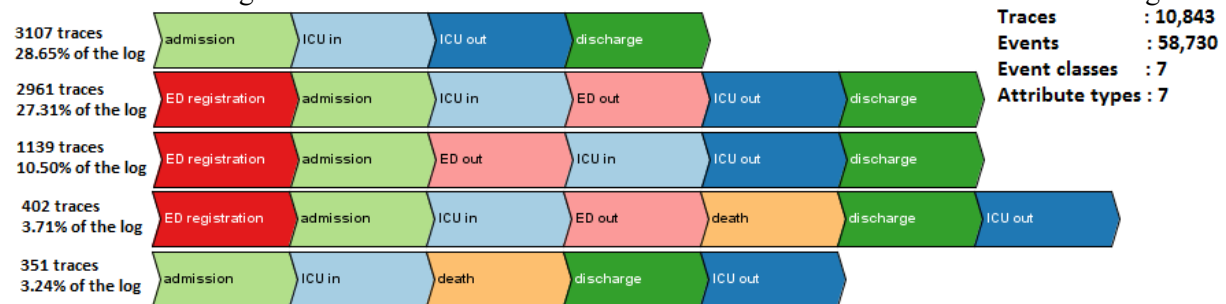 3107 traces
28.65% of the log
admission ICU in ICU out discharge
Traces : 10,843
Events : 58,730
Event classes : 7
Attribute types : 7
2961 traces
27.31% of the log
ED registration admission ICU in ED out ICU out discharge
1139 traces
10.50% of the log
ED registration admission ED out ICU in ICU out discharge
402 traces
3.71% of the log
ED registration admission ICU in ED out death discharge ICU out
351 traces
3.24% of the log
admission ICU in death discharge ICU out